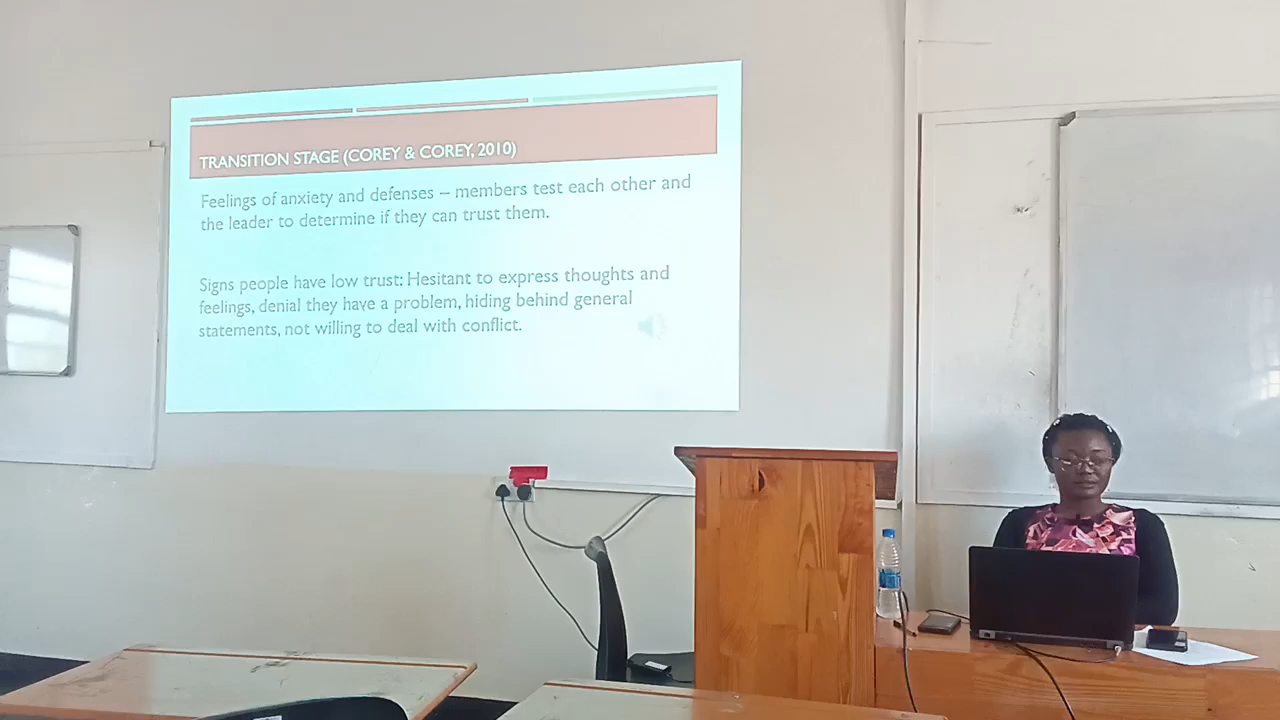 TRANSITION STAGE (COREY & COREY, 2010)
Feelings of anxiety and defenses – members test each other and
the leader to determine if they can trust them.
Signs people have low trust: Hesitant to express thoughts and
feelings, denial they have a problem, hiding behind general
statements, not willing to deal with conflict.